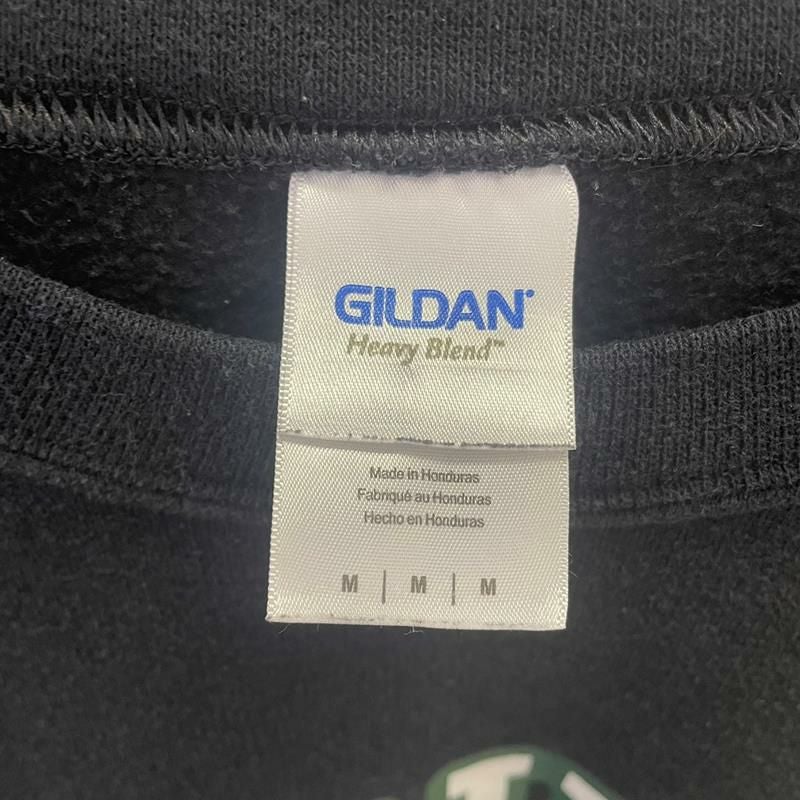 GILDAN
Heavy Blend™
Made in Honduras
Fabriqué au Honduras
Hecho en Honduras
M | M | M